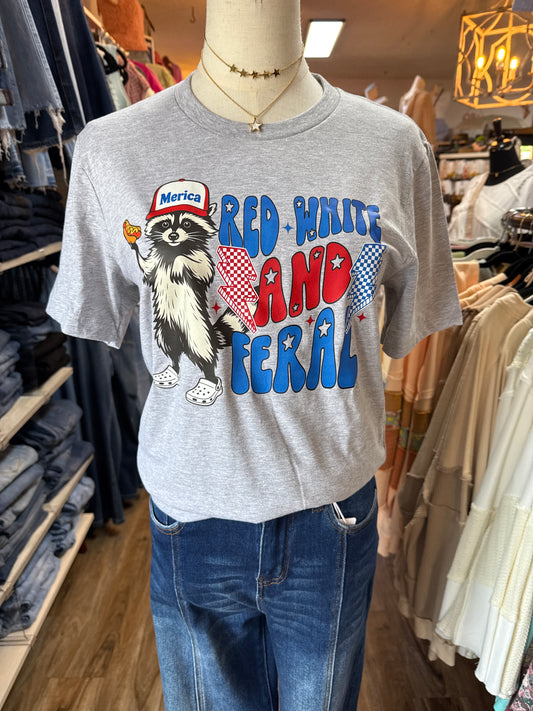 Merica
RED WHITE
AND
FERAL